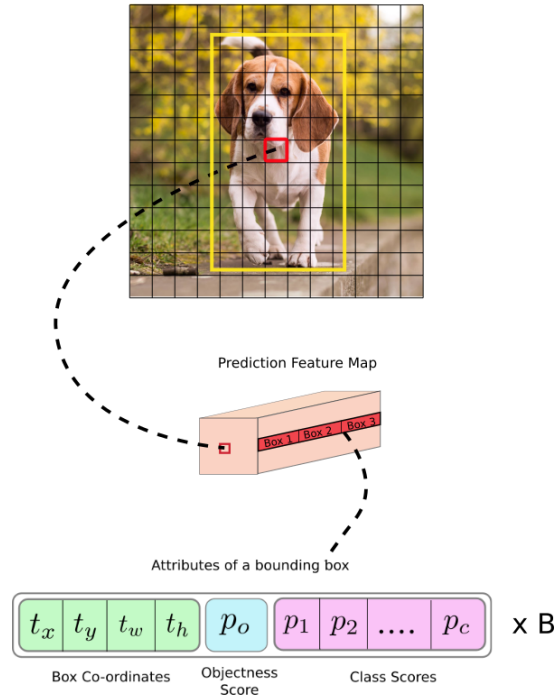 Prediction Feature Map
Box 1 Box 2 Box 3
Attributes of a bounding box
t_x t_y t_w t_h p_o p_1 p_2 .... p_c x B
Box Co-ordinates Objectness Score Class Scores